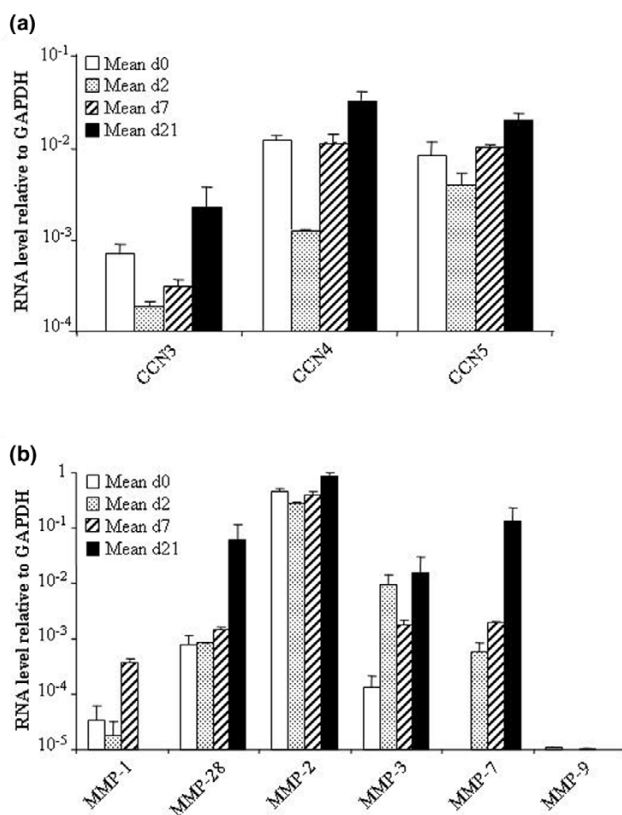 (a)
RNA level relative to GAPDH
10-1
10-2
10-3
10-4
Mean d0
Mean d2
Mean d7
Mean d21
CCN3
CCN4
CCN5
(b)
RNA level relative to GAPDH
1
10-1
10-2
10-3
10-4
10-5
Mean d0
Mean d2
Mean d7
Mean d21
MMP-1
MMP-28
MMP-2
MMP-3
MMP-7
MMP-9